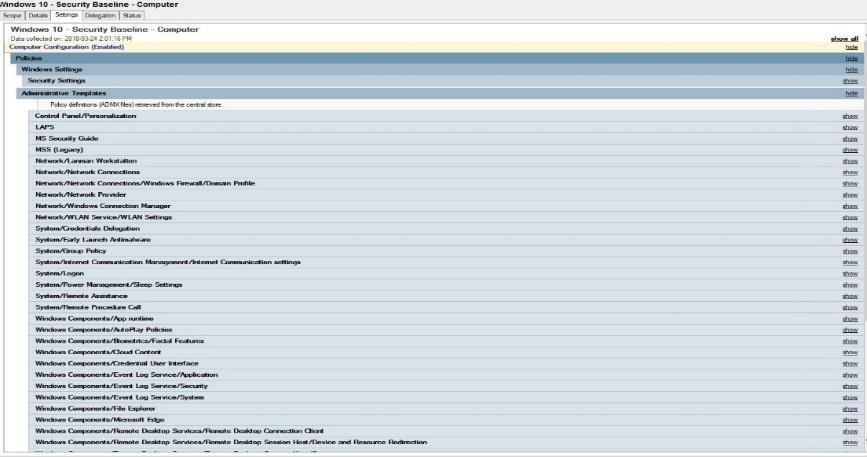 Windows 10 - Security Baseline - Computer
Scope Details Settings Delegation Status
Windows 10 - Security Baseline - Computer
Data collected on: 2018-03-24 2:01:16 PM show all
Computer Configuration (Enabled) hide
Policies hide
Windows Settings hide
Security Settings show
Administrative Templates hide
Policy definitions (ADMX files) retrieved from the central store.
Control Panel/Personalization show
LAPS show
MS Security Guide show
MSS (Legacy) show
Network/Lanman Workstation show
Network/Network Connections show
Network/Network Connections/Windows Firewall/Domain Profile show
Network/Network Provider show
Network/Windows Connection Manager show
Network/WLAN Service/WLAN Settings show
System/Credentials Delegation show
System/Early Launch Antimalware show
System/Group Policy show
System/Internet Communication Management/Internet Communication settings show
System/Logon show
System/Power Management/Sleep Settings show
System/Remote Assistance show
System/Remote Procedure Call show
Windows Components/App runtime show
Windows Components/AutoPlay Policies show
Windows Components/Biometrics/Facial Features show
Windows Components/Cloud Content show
Windows Components/Credential User Interface show
Windows Components/Event Log Service/Application show
Windows Components/Event Log Service/Security show
Windows Components/Event Log Service/System show
Windows Components/File Explorer show
Windows Components/Microsoft Edge show
Windows Components/Remote Desktop Services/Remote Desktop Connection Client show
Windows Components/Remote Desktop Services/Remote Desktop Session Host/Device and Resource Redirection show